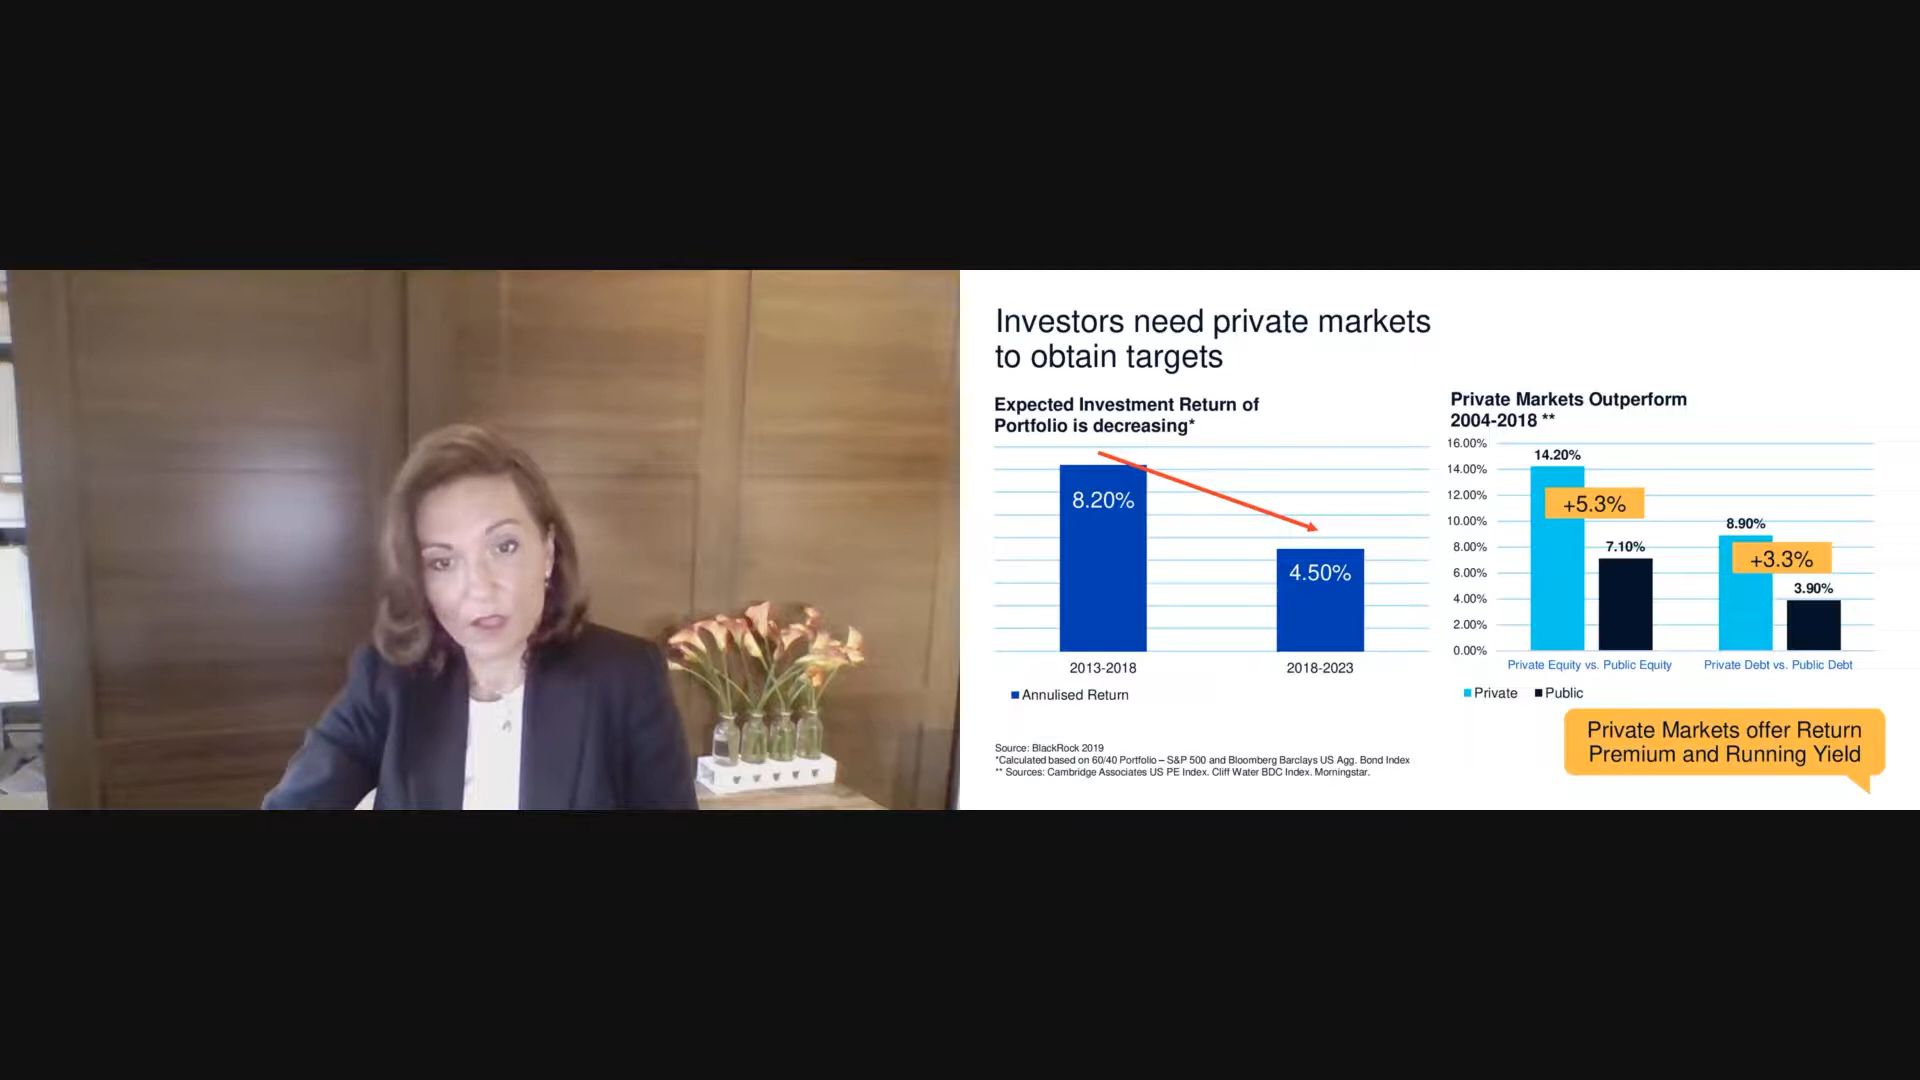 Investors need private markets
to obtain targets
Expected Investment Return of
Portfolio is decreasing*
8.20%
4.50%
2013-2018
2018-2023
Annulised Return
Private Markets Outperform
2004-2018 **
16.00%
14.00%
12.00%
10.00%
8.00%
6.00%
4.00%
2.00%
0.00%
14.20%
+5.3%
7.10%
8.90%
+3.3%
3.90%
Private Equity vs. Public Equity
Private Debt vs. Public Debt
Private
Public
Private Markets offer Return
Premium and Running Yield
Source: BlackRock 2019
*Calculated based on 60/40 Portfolio – S&P 500 and Bloomberg Barclays US Agg. Bond Index
** Sources: Cambridge Associates US PE Index. Cliff Water BDC Index. Morningstar.